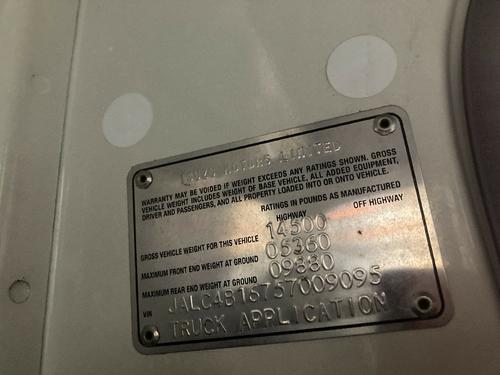 ISUZU MOTORS LIMITED
WARRANTY MAY BE VOIDED IF WEIGHT EXCEEDS ANY RATINGS SHOWN. GROSS
VEHICLE WEIGHT INCLUDES WEIGHT OF BASE VEHICLE, ALL ADDED EQUIPMENT,
DRIVER AND PASSENGERS, AND ALL PROPERTY LOADED INTO OR ONTO VEHICLE.
RATINGS IN POUNDS AS MANUFACTURED
HIGHWAY OFF HIGHWAY
GROSS VEHICLE WEIGHT FOR THIS VEHICLE 14500
MAXIMUM FRONT END WEIGHT AT GROUND 05360
MAXIMUM REAR END WEIGHT AT GROUND 09880
VIN JALC4B16757009095
TRUCK APPLICATION